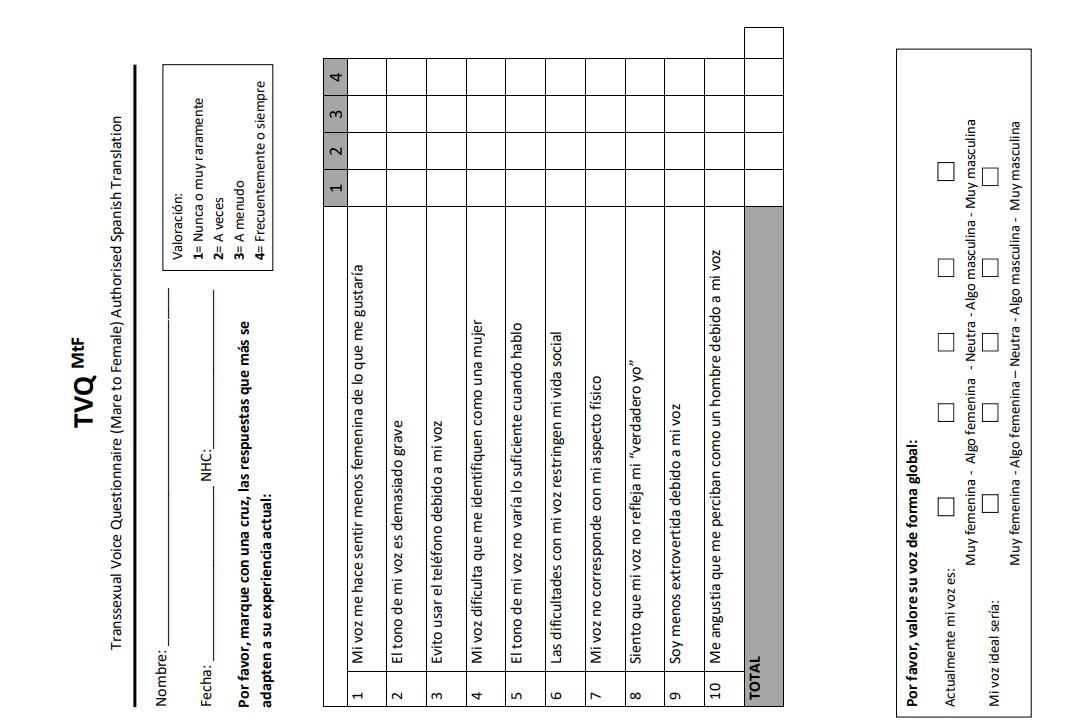 TVQ MtF
Transsexual Voice Questionnaire (Mare to Female) Authorised Spanish Translation
Nombre:
Fecha: NHC:
Por favor, marque con una cruz, las respuestas que más se
adapten a su experiencia actual:
Valoración:
1= Nunca o muy raramente
2= A veces
3= A menudo
4= Frecuentemente o siempre
1 2 3 4
1 Mi voz me hace sentir menos femenina de lo que me gustaría
2 El tono de mi voz es demasiado grave
3 Evito usar el teléfono debido a mi voz
4 Mi voz dificulta que me identifiquen como una mujer
5 El tono de mi voz no varía lo suficiente cuando hablo
6 Las dificultades con mi voz restringen mi vida social
7 Mi voz no corresponde con mi aspecto físico
8 Siento que mi voz no refleja mi “verdadero yo”
9 Soy menos extrovertida debido a mi voz
10 Me angustia que me perciban como un hombre debido a mi voz
TOTAL
Por favor, valore su voz de forma global:
Actualmente mi voz es:
Muy femenina - Algo femenina - Neutra - Algo masculina - Muy masculina
Mi voz ideal sería:
Muy femenina - Algo femenina – Neutra - Algo masculina - Muy masculina